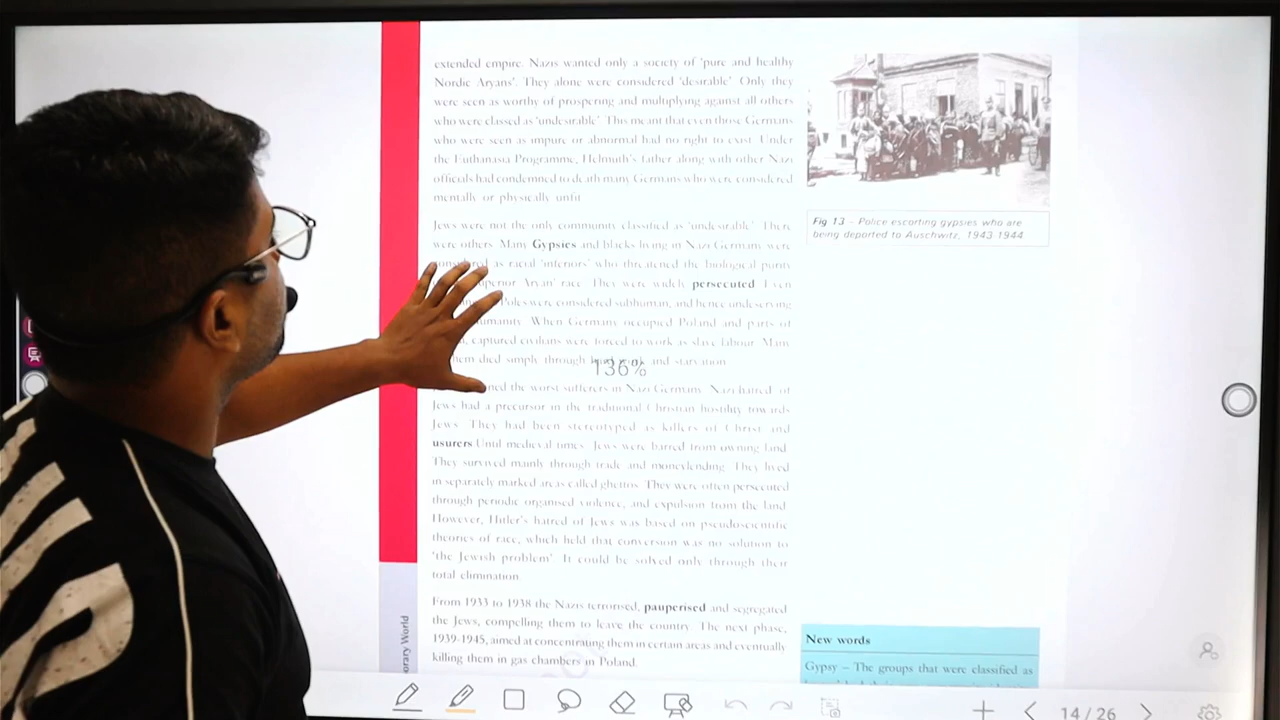 extended empire. Nazis wanted only a society of 'pure and healthy
Nordic Aryans'. They alone were considered 'desirable'. Only they
were seen as worthy of prospering and multiplying against all others
who were classed as 'undesirable'. This meant that even those Germans
who were seen as impure or abnormal had no right to exist. Under
the Euthanasia Programme, Helmuth's father along with other Nazi
officials had condemned to death many Germans who were considered
mentally or physically unfit.
Jews were not the only community classified as 'undesirable'. There
were others. Many Gypsies and blacks living in Nazi Germany were
considered as racial 'inferiors' who threatened the biological purity
Aryan' race. They were widely persecuted. Even
Poles were considered subhuman, and hence undeserving
humanity. When Germany occupied Poland and parts of
captured civilians were forced to work as slave labour. Many
them died simply through hard work and starvation.
136%
the worst sufferers in Nazi Germany. Nazi hatred of
Jews had a precursor in the traditional Christian hostility towards
Jews. They had been stereotyped as killers of Christ and
usurers. Until medieval times Jews were barred from owning land.
They survived mainly through trade and moneylending. They lived
in separately marked areas called ghettos. They were often persecuted
through periodic organised violence, and expulsion from the land.
However, Hitler's hatred of Jews was based on pseudoscientific
theories of race, which held that conversion was no solution to
'the Jewish problem'. It could be solved only through their
total elimination.
From 1933 to 1938 the Nazis terrorised, pauperised and segregated
the Jews, compelling them to leave the country. The next phase,
1939-1945, aimed at concentrating them in certain areas and eventually
killing them in gas chambers in Poland.
Fig 13 – Police escorting gypsies who are
being deported to Auschwitz, 1943 1944
New words
Gypsy – The groups that were classified as
orary World
14/26